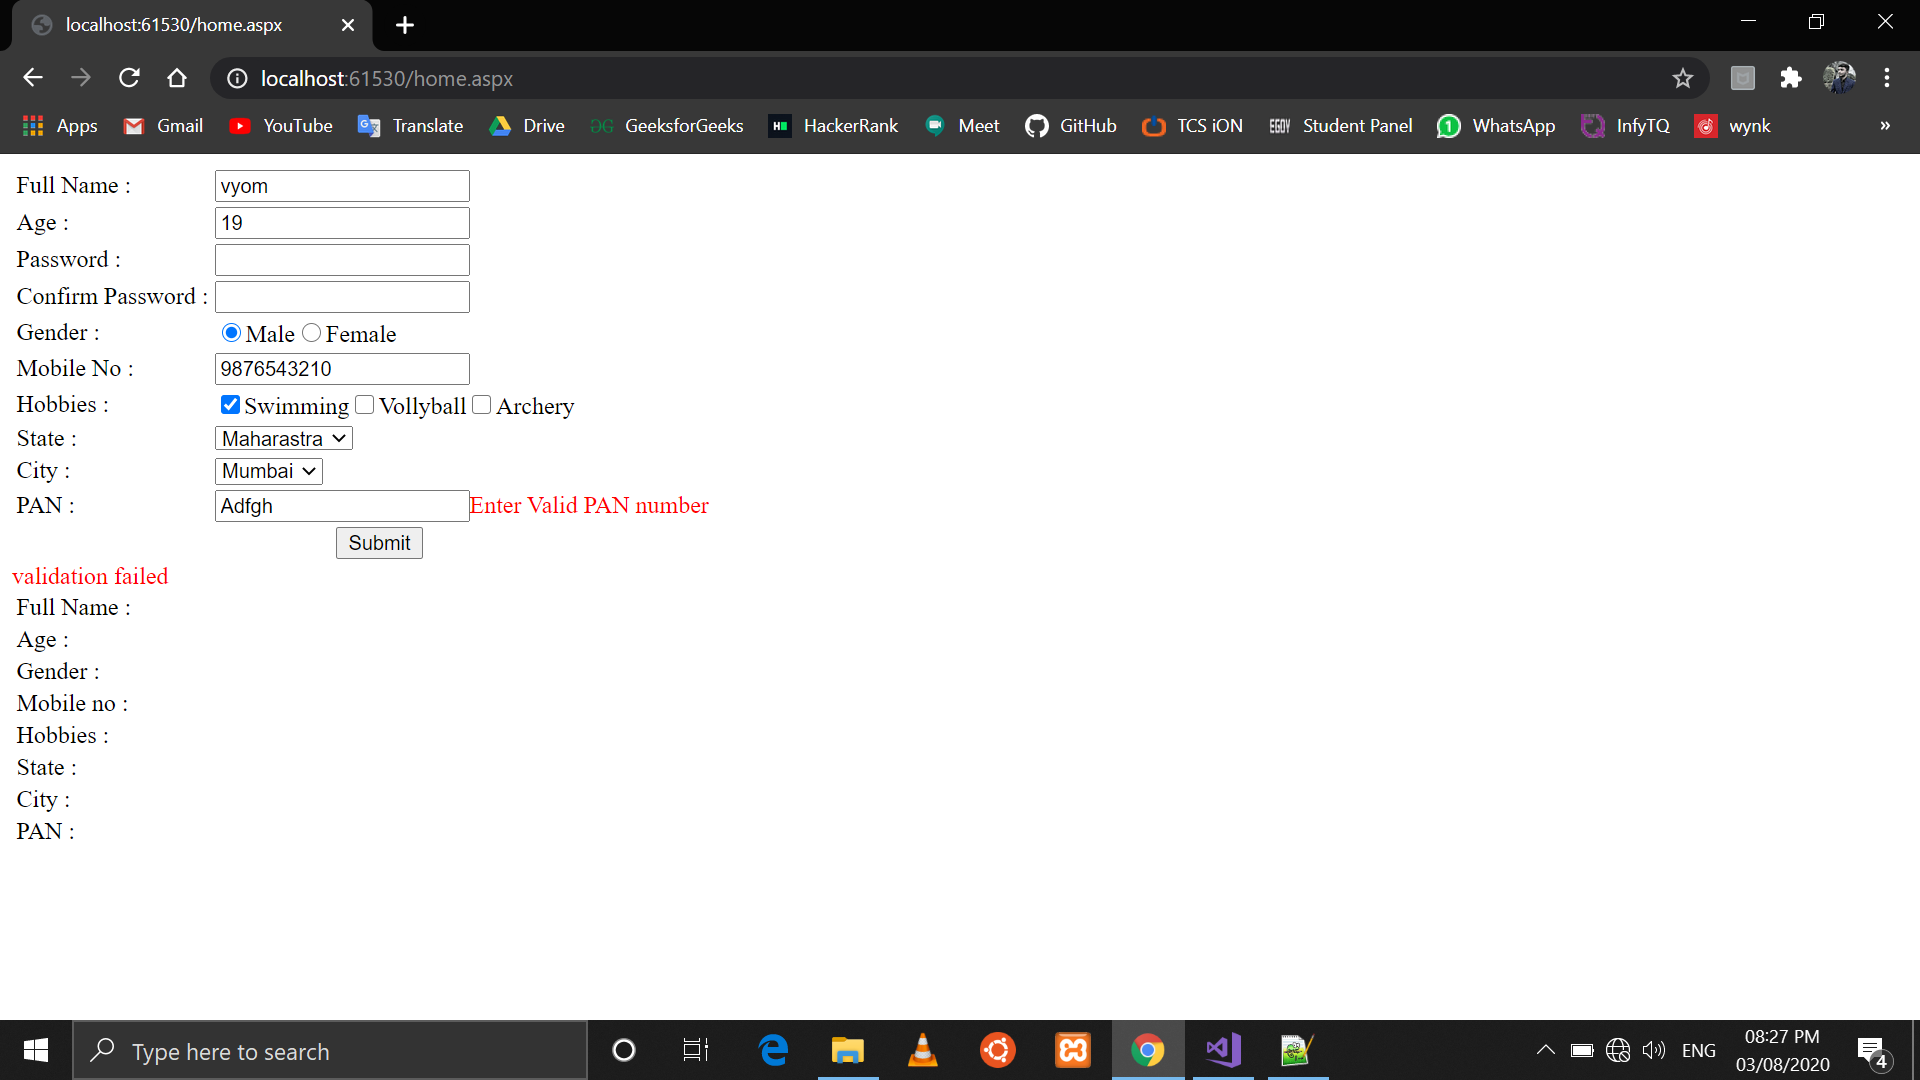 localhost:61530/home.aspx
localhost:61530/home.aspx
Apps Gmail YouTube Translate Drive GeeksforGeeks HackerRank Meet GitHub TCS iON EGOV Student Panel 1 WhatsApp InfyTQ wynk »
Full Name : vyom
Age : 19
Password :
Confirm Password :
Gender : Male Female
Mobile No : 9876543210
Hobbies : Swimming Vollyball Archery
State : Maharastra
City : Mumbai
PAN : Adfgh Enter Valid PAN number
Submit
validation failed
Full Name :
Age :
Gender :
Mobile no :
Hobbies :
State :
City :
PAN :
Type here to search ENG 08:27 PM
03/08/2020 4